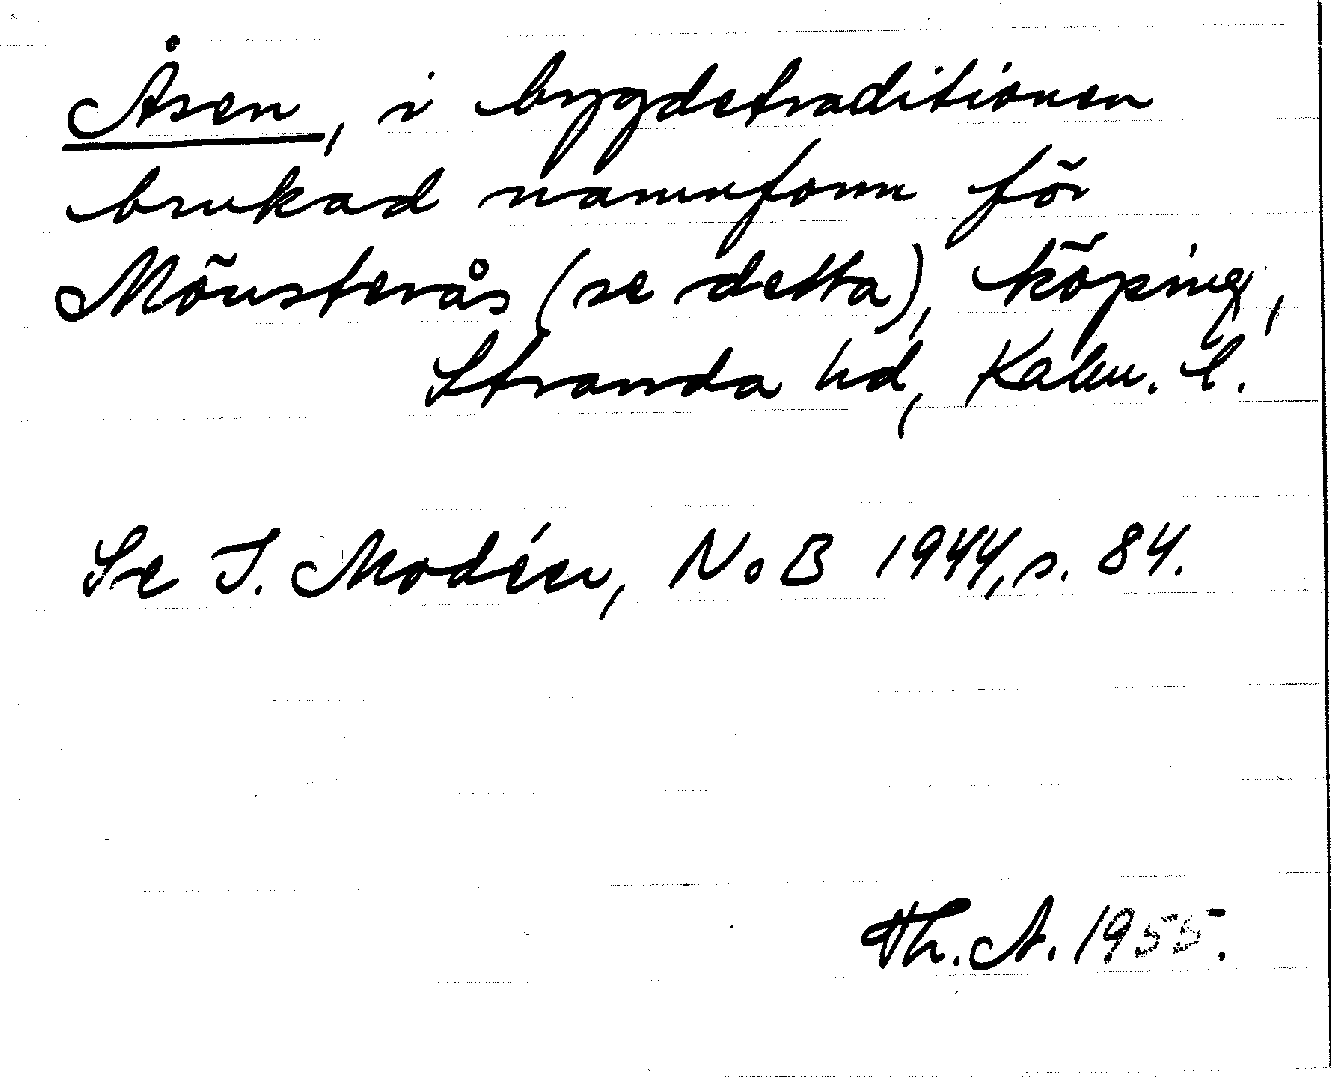 Åsen, i bygdetraditionen
brukad namnform för
Mönsterås (se detta), köping,
Stranda hd, Kalm. l.
Se I. Modéer, NoB 1944, s. 84.
Th. A. 1955.